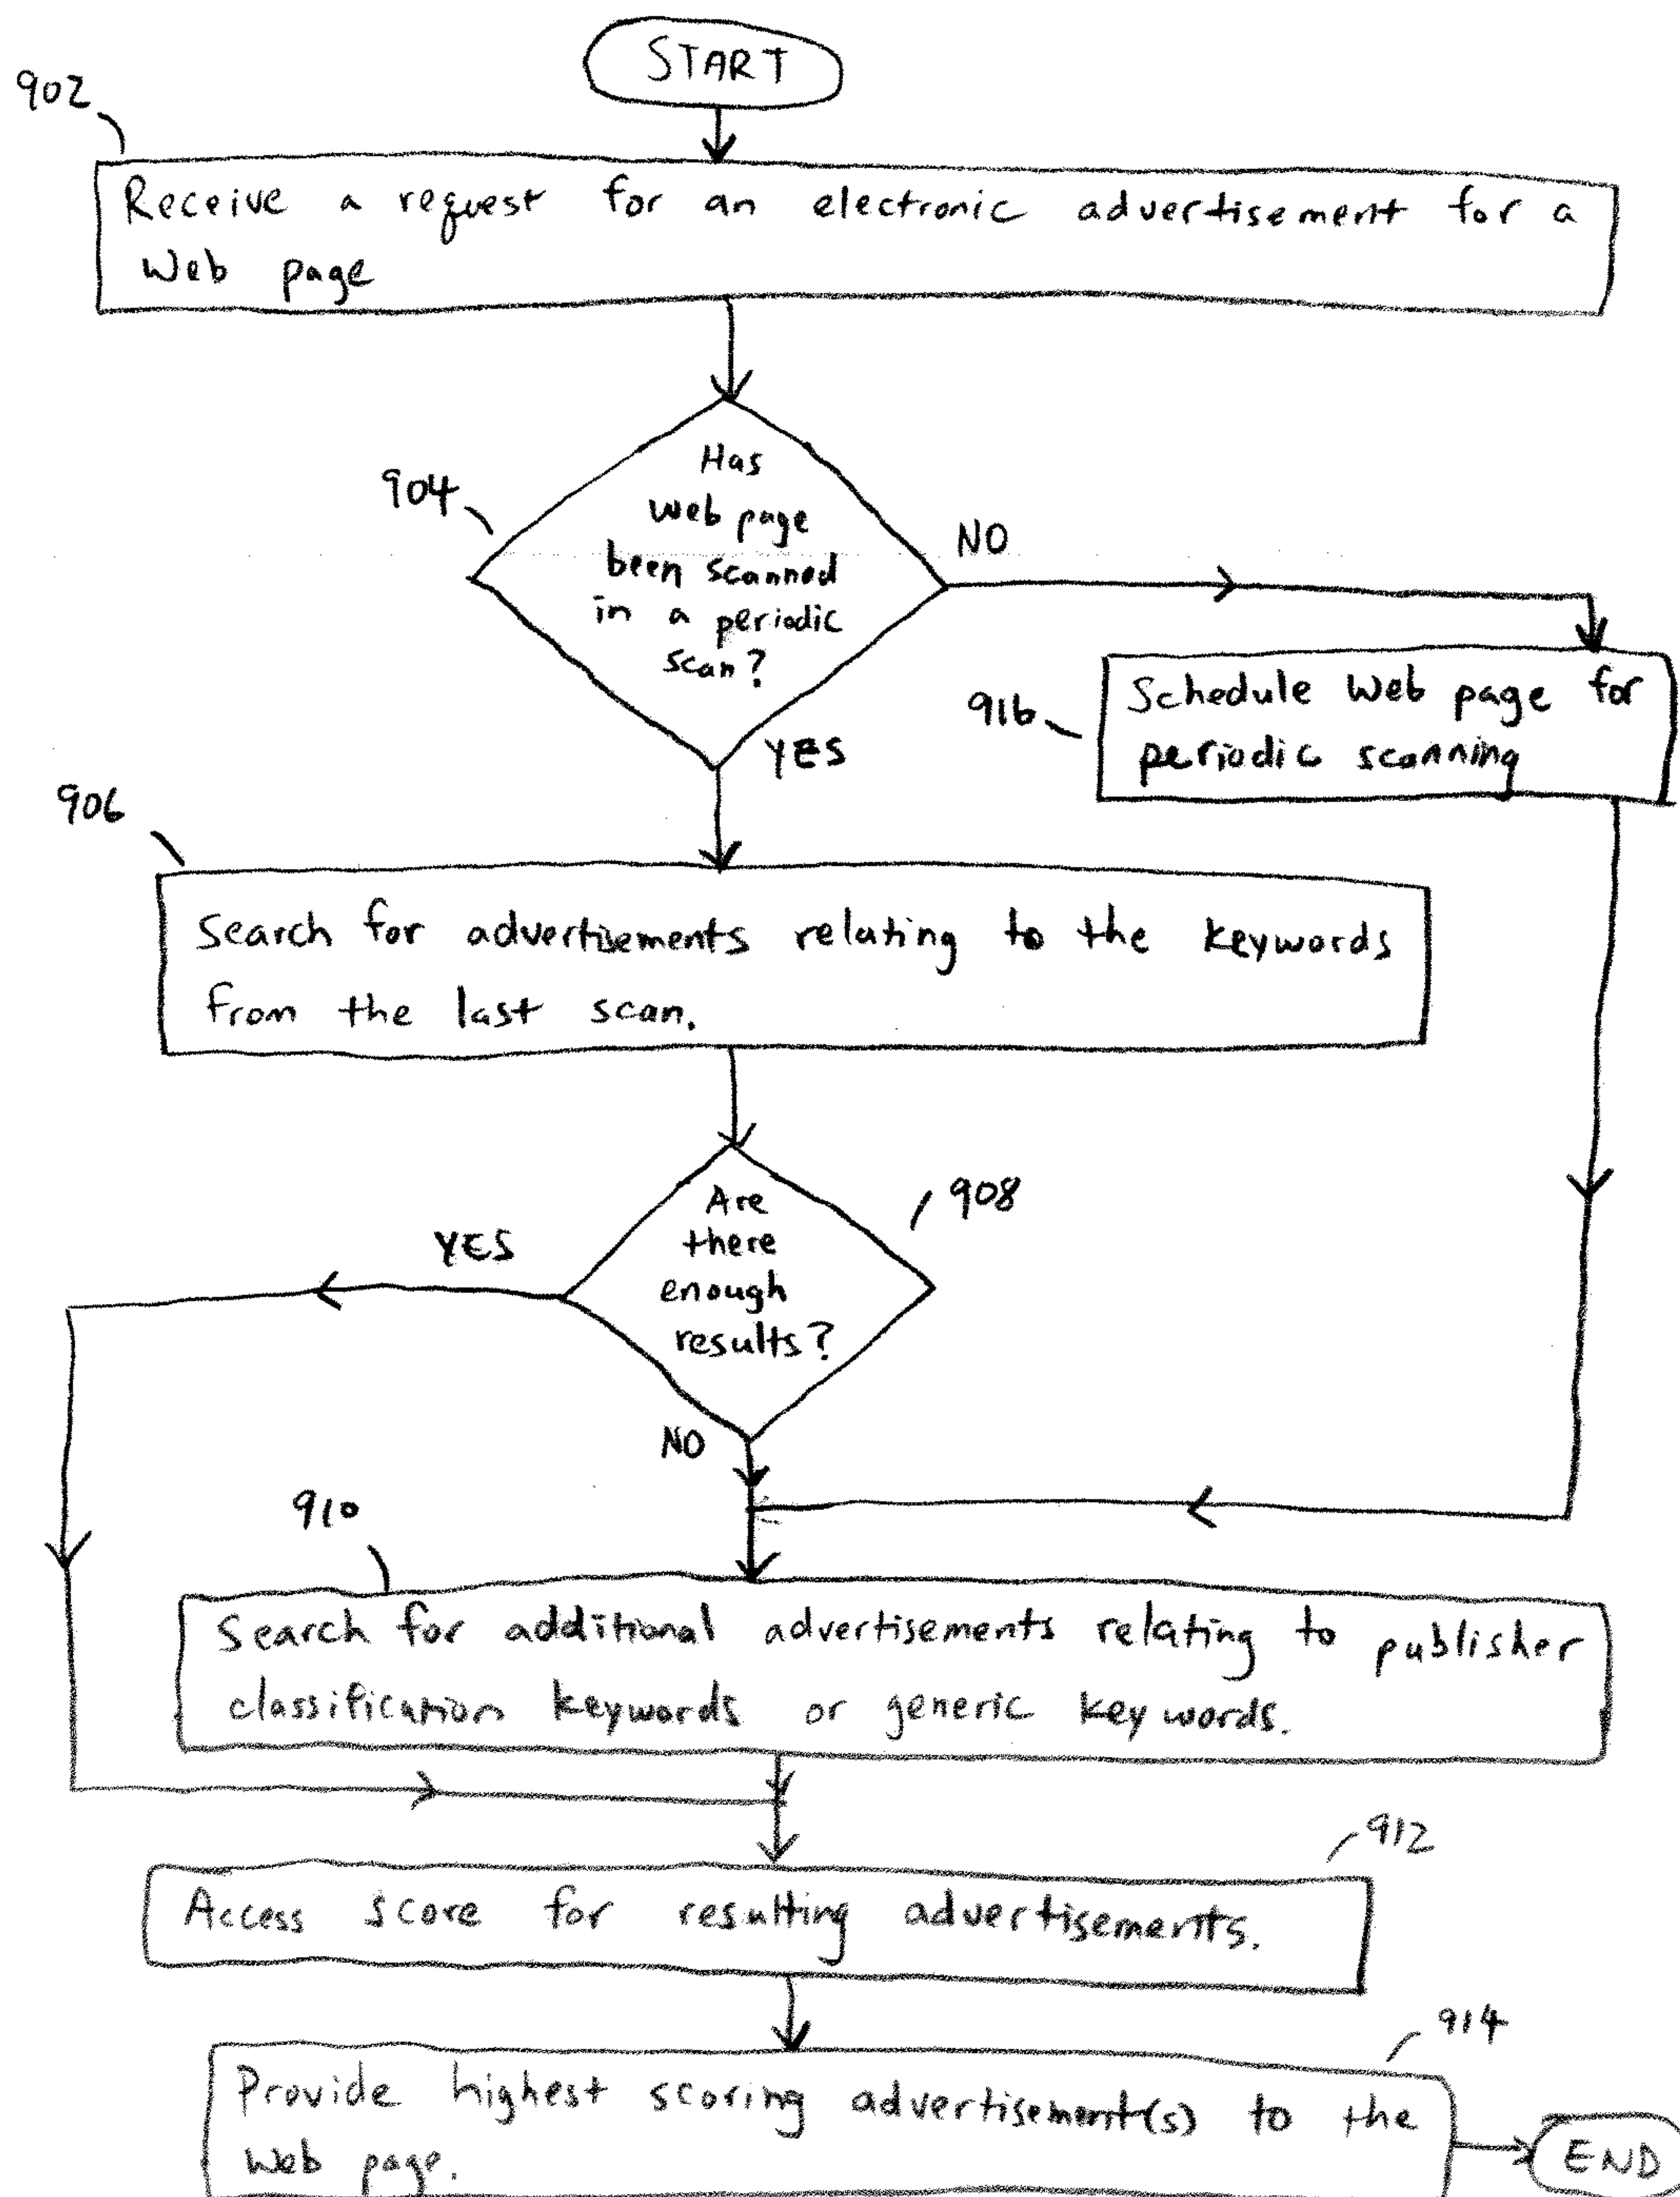 START
902
Receive a request for an electronic advertisement for a
Web page
904
Has
web page
been scanned
in a periodic
scan?
NO
916
Schedule Web page for
periodic scanning
YES
906
Search for advertisements relating to the keywords
from the last scan.
908
Are
there
enough
results?
YES
NO
910
Search for additional advertisements relating to publisher
classification keywords or generic keywords.
912
Access score for resulting advertisements.
914
Provide highest scoring advertisement(s) to the
Web page.
END